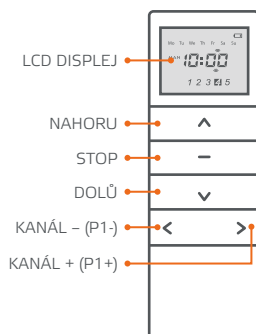 Mo Tu We Th Fr Sa Su
LCD DISPLEJ
10:00
1 2 3 4 5
NAHORU
STOP
DOLŮ
KANÁL – (P1-)
KANÁL + (P1+)